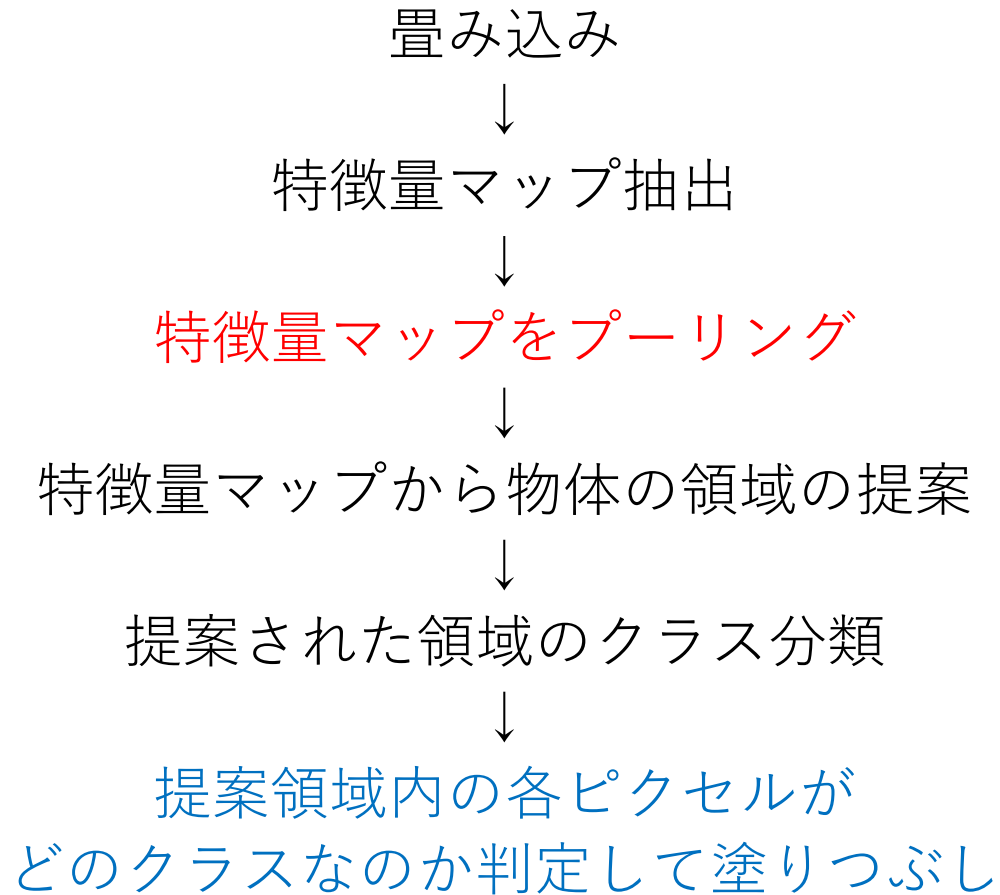 畳み込み
↓
特徴量マップ抽出
↓
特徴量マップをプーリング
↓
特徴量マップから物体の領域の提案
↓
提案された領域のクラス分類
↓
提案領域内の各ピクセルが
どのクラスなのか判定して塗りつぶし